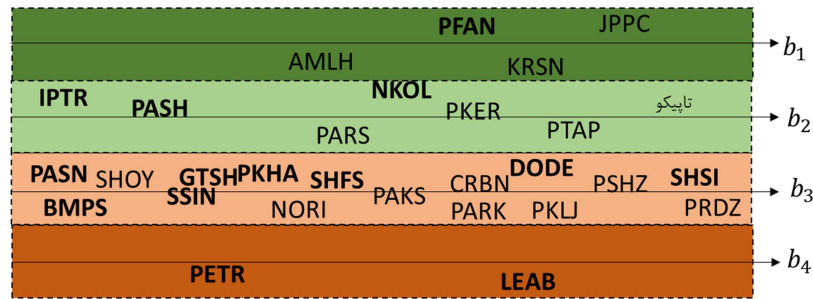 PFAN JPPC
AMLH KRSN
b₁
IPTR PASH NKOL PKER تاپیکو
PARS PTAP
b₂
PASN SHOY GTSH PKHA SHFS CRBN DODE PSHZ SHSI
SSIN PAKS
BMPS NORI PARK PKLJ PRDZ
b₃
PETR LEAB
b₄